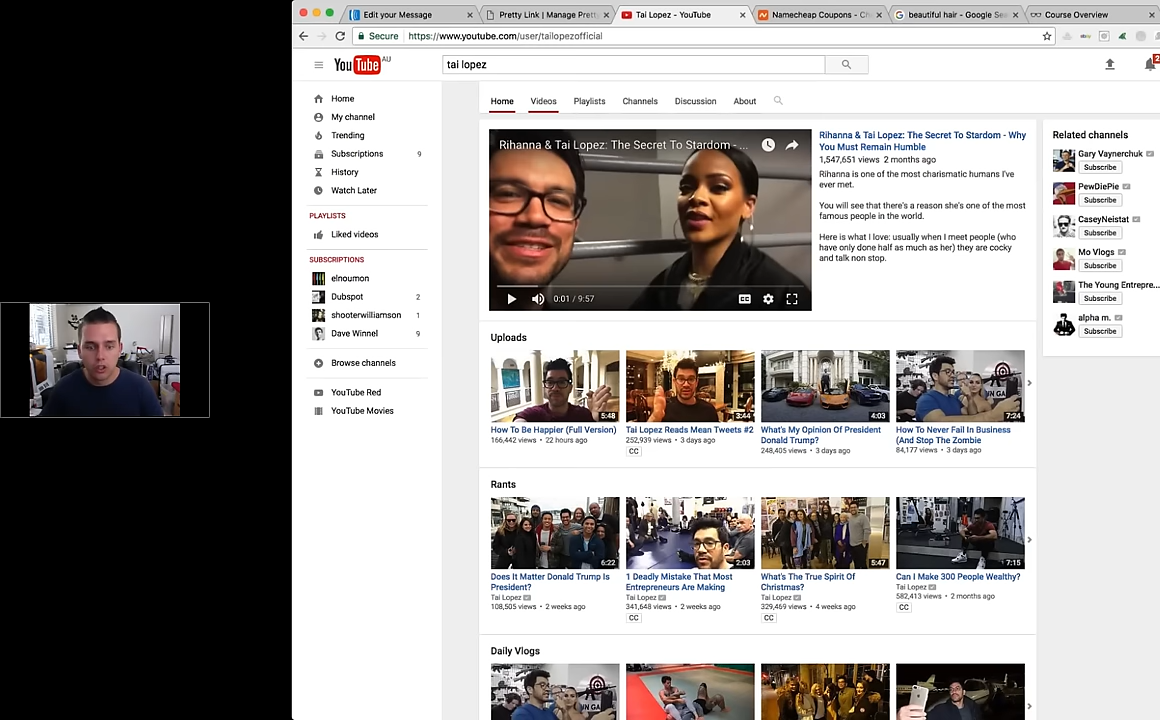 Edit your Message
Pretty Link | Manage Prett
Tai Lopez - YouTube
Namecheap Coupons - Ch
beautiful hair - Google Sea
Course Overview
Secure
https://www.youtube.com/user/tailopezofficial
YouTube AU
tai lopez
2
Home
My channel
Trending
Subscriptions 9
History
Watch Later
PLAYLISTS
Liked videos
SUBSCRIPTIONS
elnoumon
Dubspot 2
shooterwilliamson 1
Dave Winnel 9
Browse channels
YouTube Red
YouTube Movies
Home Videos Playlists Channels Discussion About
Rihanna & Tai Lopez: The Secret To Stardom - ...
0:01 / 9:57
CC
Rihanna & Tai Lopez: The Secret To Stardom - Why
You Must Remain Humble
1,547,651 views 2 months ago
Rihanna is one of the most charismatic humans I've
ever met.
You will see that there's a reason she's one of the most
famous people in the world.
Here is what I love: usually when I meet people (who
have only done half as much as her) they are cocky
and talk non stop.
Related channels
Gary Vaynerchuk
Subscribe
PewDiePie
Subscribe
CaseyNeistat
Subscribe
Mo Vlogs
Subscribe
The Young Entrepre...
Subscribe
alpha m.
Subscribe
Uploads
5:48
How To Be Happier (Full Version)
166,442 views • 22 hours ago
3:44
Tai Lopez Reads Mean Tweets #2
252,939 views • 3 days ago
CC
4:03
What's My Opinion Of President
Donald Trump?
248,405 views • 3 days ago
7:24
How To Never Fail In Business
(And Stop The Zombie
84,177 views • 3 days ago
Rants
6:22
Does It Matter Donald Trump Is
President?
Tai Lopez
108,505 views • 2 weeks ago
2:03
1 Deadly Mistake That Most
Entrepreneurs Are Making
Tai Lopez
341,648 views • 2 weeks ago
CC
5:47
What's The True Spirit Of
Christmas?
Tai Lopez
329,469 views • 4 weeks ago
CC
7:15
Can I Make 300 People Wealthy?
Tai Lopez
582,413 views • 2 months ago
CC
Daily Vlogs